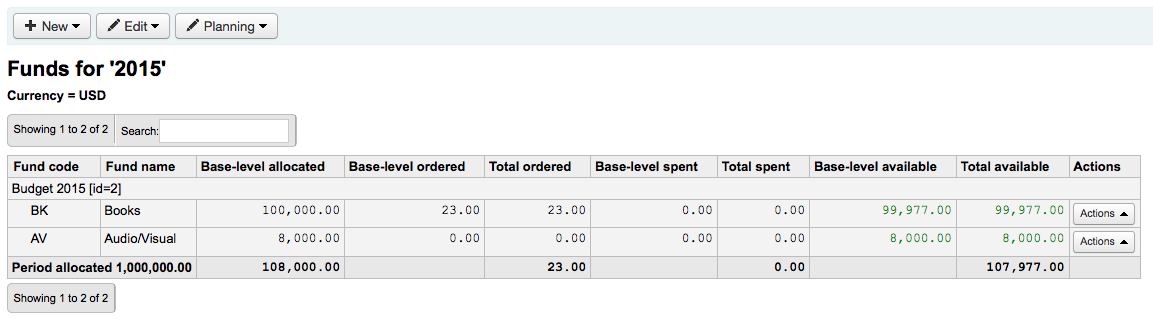 New Edit Planning
Funds for '2015'
Currency = USD
Showing 1 to 2 of 2 Search:
Fund code Fund name Base-level allocated Base-level ordered Total ordered Base-level spent Total spent Base-level available Total available Actions
Budget 2015 [id=2]
BK Books 100,000.00 23.00 23.00 0.00 0.00 99,977.00 99,977.00 Actions
AV Audio/Visual 8,000.00 0.00 0.00 0.00 0.00 8,000.00 8,000.00 Actions
Period allocated 1,000,000.00 108,000.00 23.00 0.00 107,977.00
Showing 1 to 2 of 2